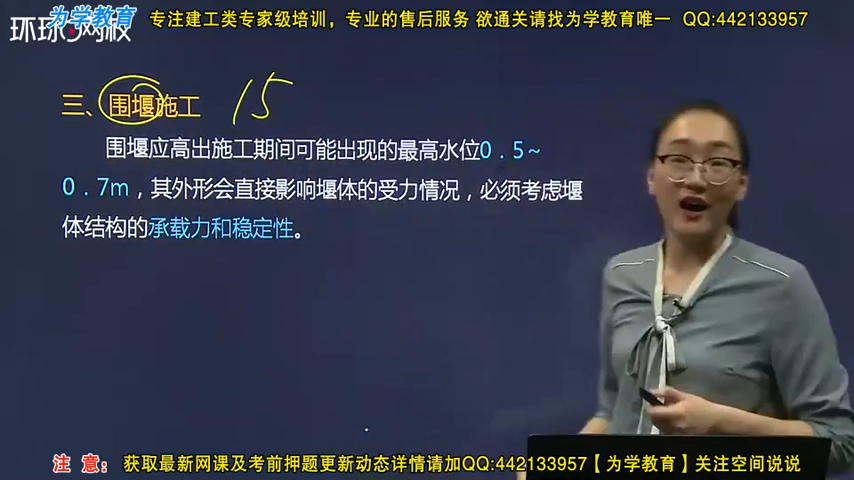 为学教育 专注建工类专家级培训，专业的售后服务 欲通关请找为学教育唯一 QQ:442133957
环球网校
三、围堰施工 15
围堰应高出施工期间可能出现的最高水位0．5～
0．7m，其外形会直接影响堰体的受力情况，必须考虑堰
体结构的承载力和稳定性。
注 意： 获取最新网课及考前押题更新动态详情请加QQ:442133957【为学教育】关注空间说说